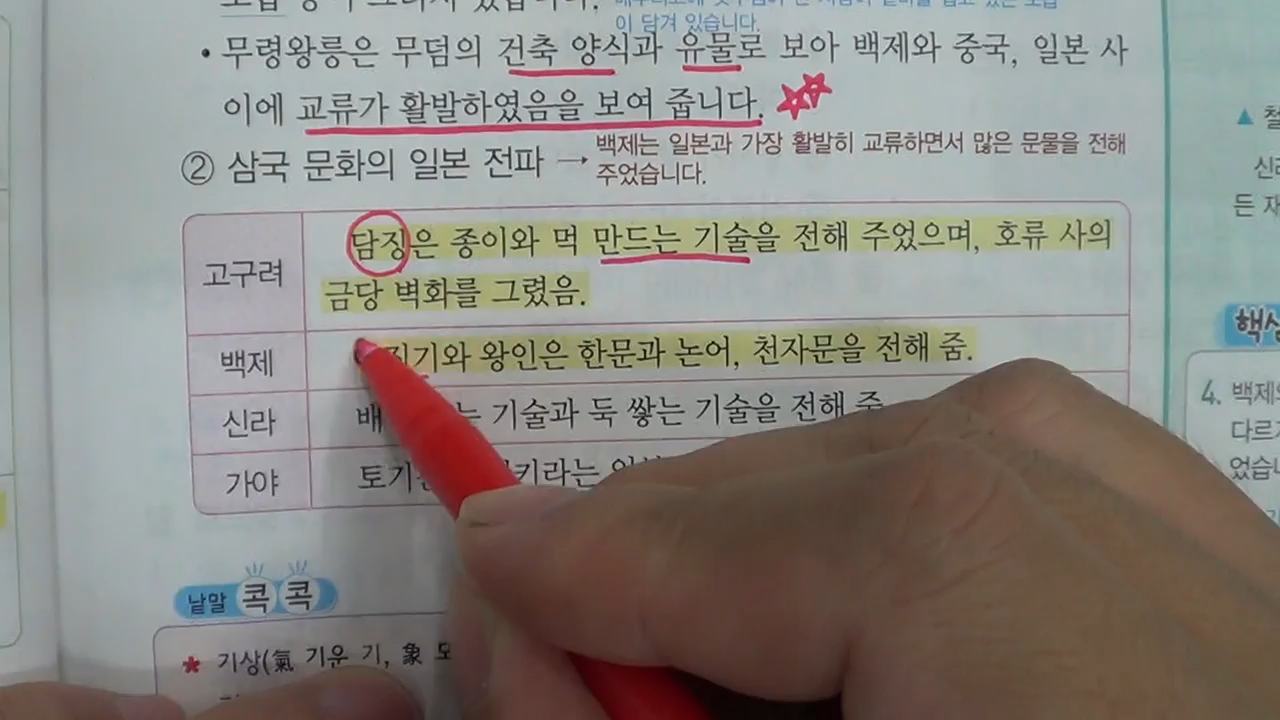 이 담겨 있습니다.
• 무령왕릉은 무덤의 건축 양식과 유물로 보아 백제와 중국, 일본 사
이에 교류가 활발하였음을 보여 줍니다.
② 삼국 문화의 일본 전파 → 백제는 일본과 가장 활발히 교류하면서 많은 문물을 전해
주었습니다.
고구려 담징은 종이와 먹 만드는 기술을 전해 주었으며, 호류 사의
금당 벽화를 그렸음.
백제 왕인은 한문과 논어, 천자문을 전해 줌.
신라 기술과 둑 쌓는 기술을 전해
가야 토기
낱말 콕콕
* 기상(氣 기운 기, 象
▲ 철
신라
든 재
핵심
4. 백제의
다르
었습니